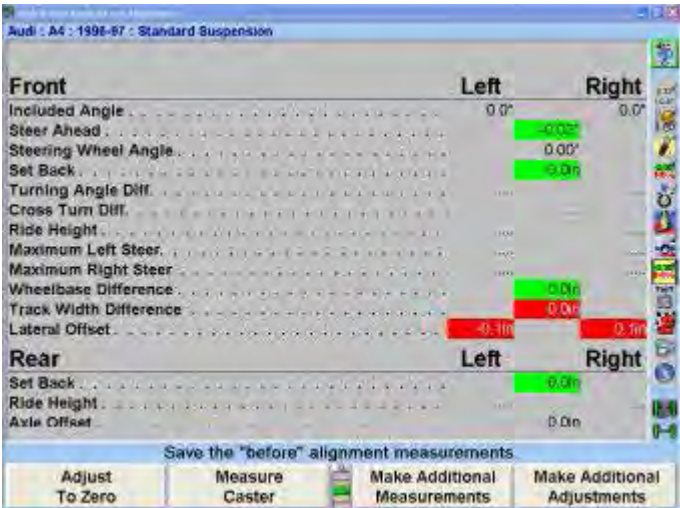 Audi : A4 : 1996-97 : Standard Suspension
Front Left Right
Included Angle 0.0° 0.0°
Steer Ahead -0.02°
Steering Wheel Angle 0.00°
Set Back -0.0in
Turning Angle Diff.
Cross Turn Diff.
Ride Height
Maximum Left Steer
Maximum Right Steer
Wheelbase Difference -0.0in
Track Width Difference 0.0in
Lateral Offset -0.1in 0.1in
Rear Left Right
Set Back 0.0in
Ride Height
Axle Offset 0.0in
Save the "before" alignment measurements.
Adjust Measure Make Additional Make Additional
To Zero Caster Measurements Adjustments